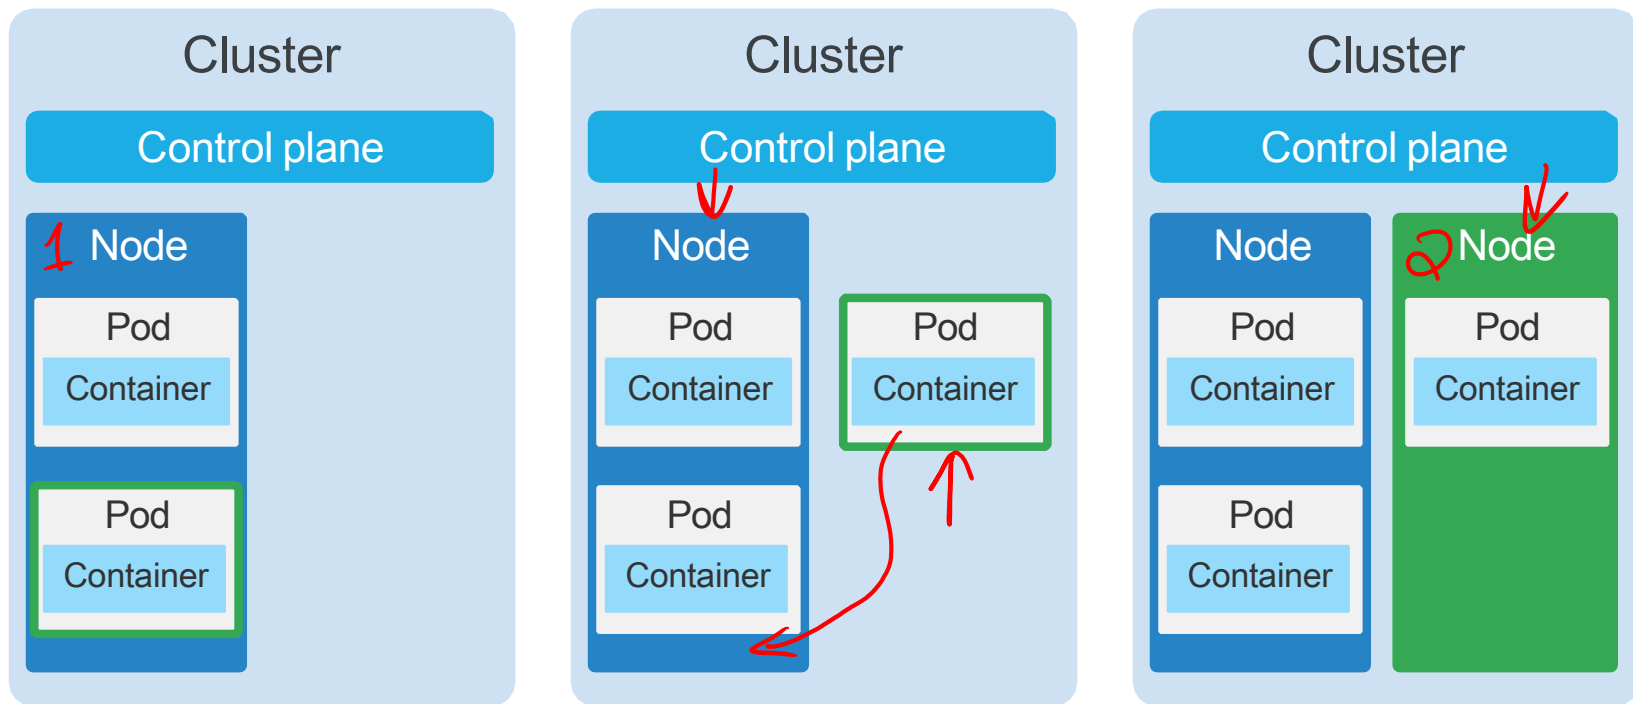 Cluster
Control plane
1 Node
Pod
Container
Pod
Container
Cluster
Control plane
Node
Pod
Container
Pod
Container
Pod
Container
Cluster
Control plane
Node
Pod
Container
Pod
Container
2 Node
Pod
Container